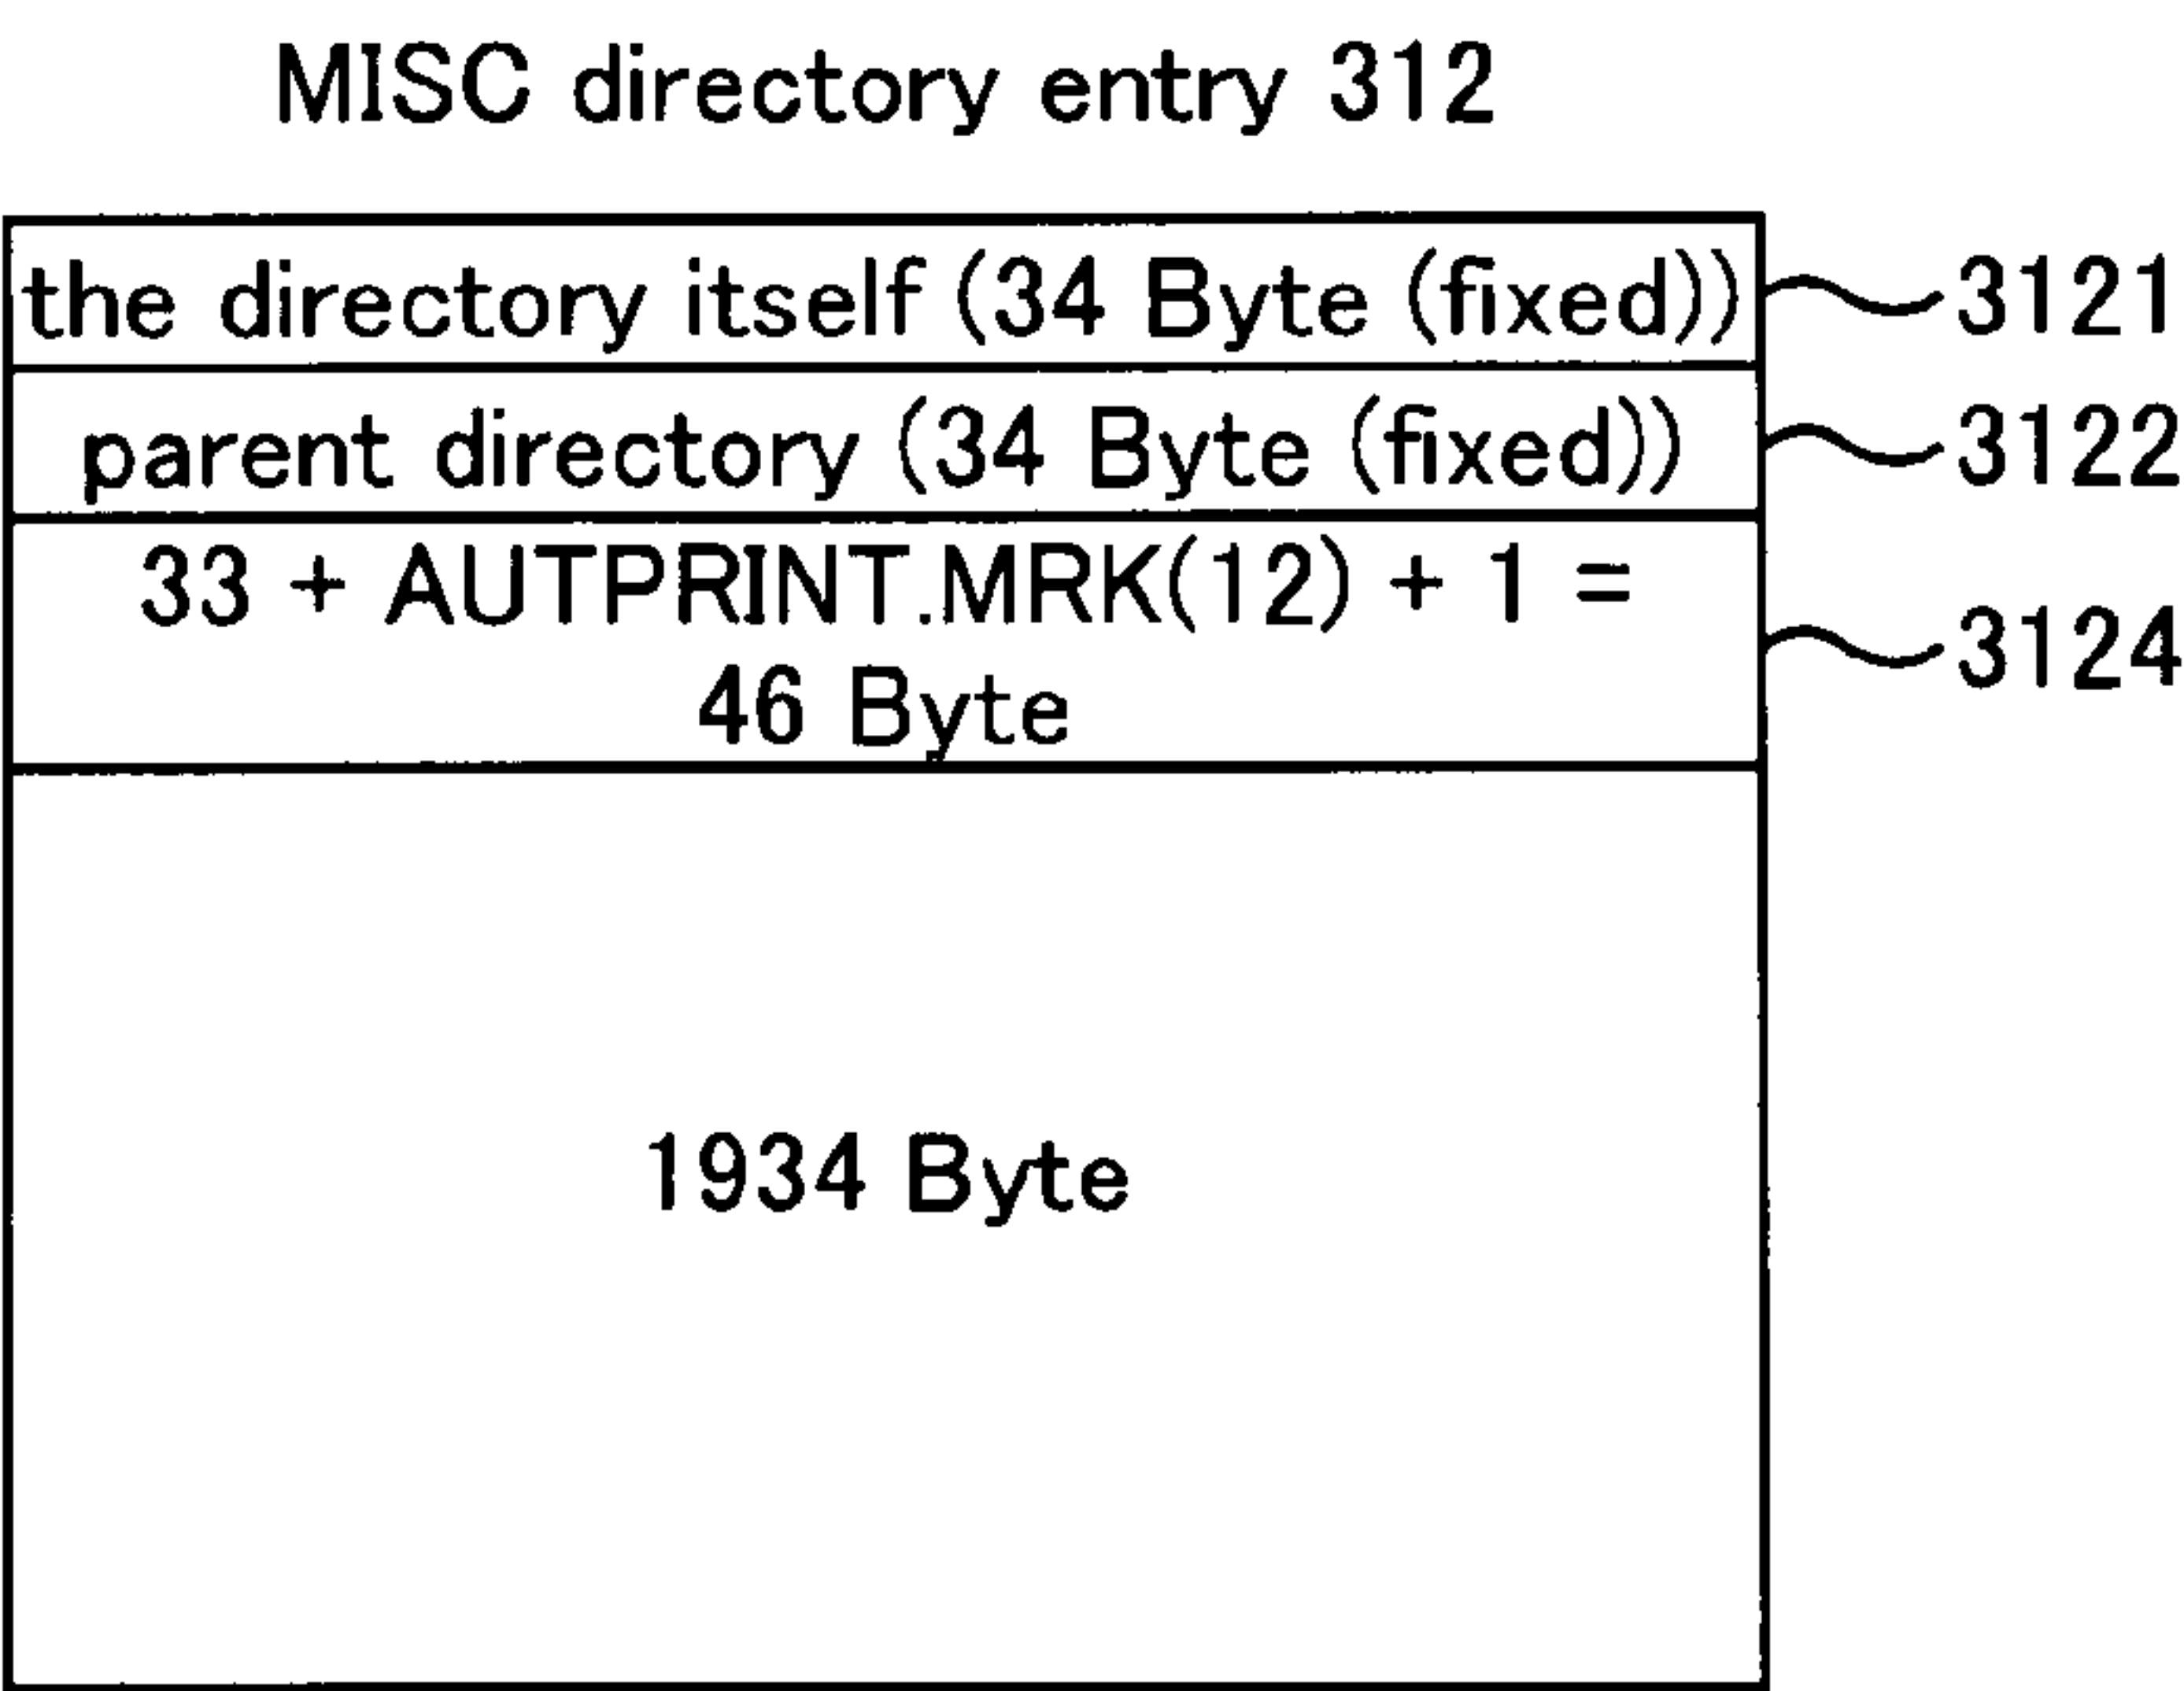 MISC directory entry 312
the directory itself (34 Byte (fixed)) 3121
parent directory (34 Byte (fixed)) 3122
33 + AUTPRINT.MRK(12) + 1 =
46 Byte
3124
1934 Byte